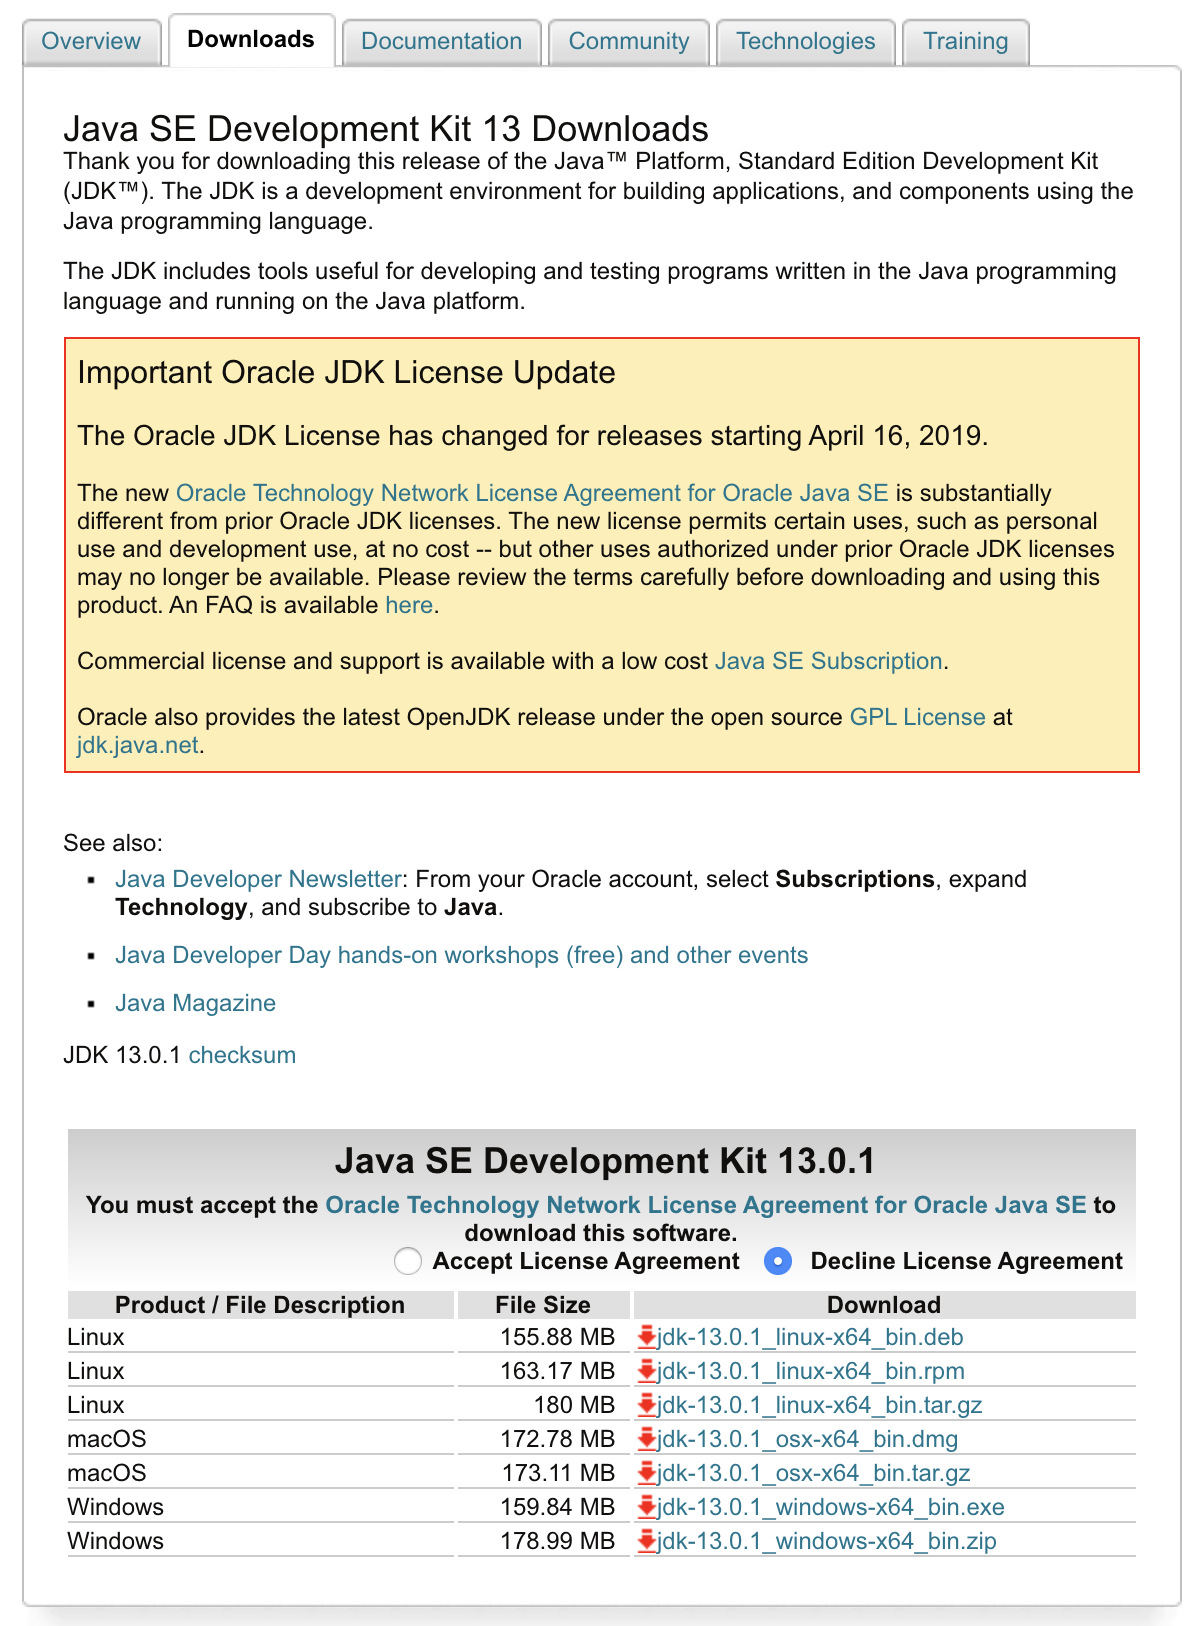 Overview Downloads Documentation Community Technologies Training
Java SE Development Kit 13 Downloads
Thank you for downloading this release of the Java™ Platform, Standard Edition Development Kit
(JDK™). The JDK is a development environment for building applications, and components using the
Java programming language.
The JDK includes tools useful for developing and testing programs written in the Java programming
language and running on the Java platform.
Important Oracle JDK License Update
The Oracle JDK License has changed for releases starting April 16, 2019.
The new Oracle Technology Network License Agreement for Oracle Java SE is substantially
different from prior Oracle JDK licenses. The new license permits certain uses, such as personal
use and development use, at no cost -- but other uses authorized under prior Oracle JDK licenses
may no longer be available. Please review the terms carefully before downloading and using this
product. An FAQ is available here.
Commercial license and support is available with a low cost Java SE Subscription.
Oracle also provides the latest OpenJDK release under the open source GPL License at
jdk.java.net.
See also:
▪ Java Developer Newsletter: From your Oracle account, select Subscriptions, expand
Technology, and subscribe to Java.
▪ Java Developer Day hands-on workshops (free) and other events
▪ Java Magazine
JDK 13.0.1 checksum
Java SE Development Kit 13.0.1
You must accept the Oracle Technology Network License Agreement for Oracle Java SE to
download this software.
Accept License Agreement Decline License Agreement
Product / File Description File Size Download
Linux 155.88 MB jdk-13.0.1_linux-x64_bin.deb
Linux 163.17 MB jdk-13.0.1_linux-x64_bin.rpm
Linux 180 MB jdk-13.0.1_linux-x64_bin.tar.gz
macOS 172.78 MB jdk-13.0.1_osx-x64_bin.dmg
macOS 173.11 MB jdk-13.0.1_osx-x64_bin.tar.gz
Windows 159.84 MB jdk-13.0.1_windows-x64_bin.exe
Windows 178.99 MB jdk-13.0.1_windows-x64_bin.zip